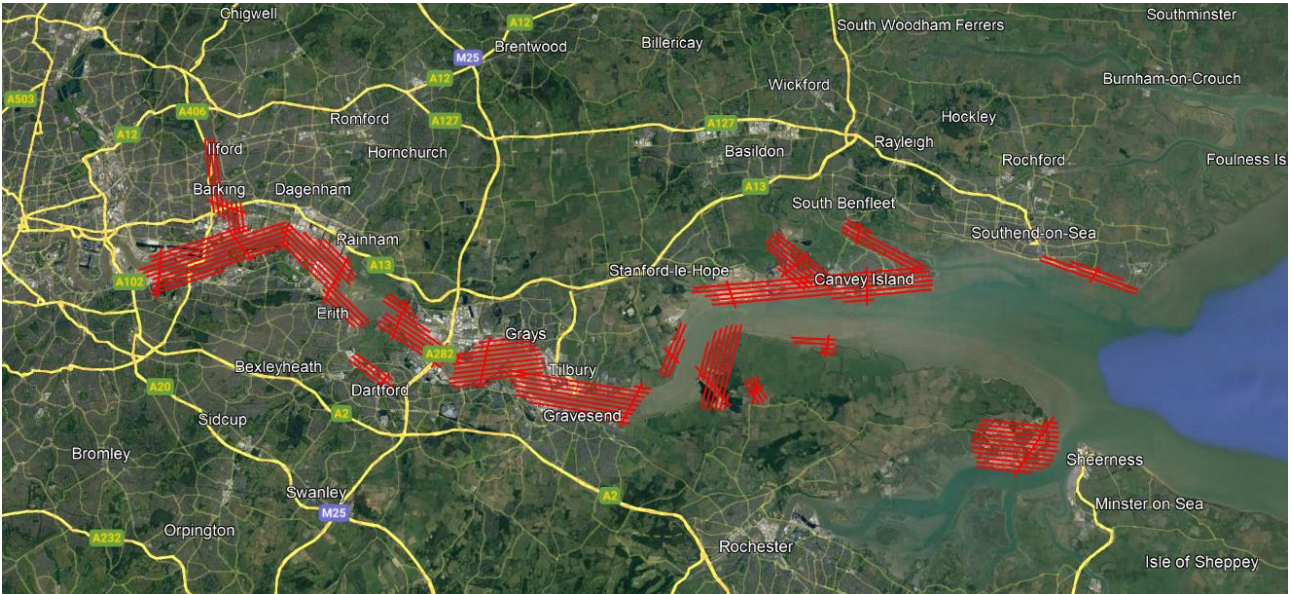 Chigwell
A12
South Woodham Ferrers
Southminster
Brentwood
Billericay
M25
A12
Wickford
Burnham-on-Crouch
A503
A406
Romford
A127
A127
Hockley
A12
Ilford
Hornchurch
Basildon
Rayleigh
Rochford
Foulness Is
Barking
Dagenham
A13
South Benfleet
Rainham
Southend-on-Sea
A13
Stanford-le-Hope
A102
Canvey Island
Erith
Grays
A282
Bexleyheath
Tilbury
A20
Dartford
A2
Gravesend
Sidcup
Bromley
Sheerness
Swanley
A2
M25
Minster on Sea
Orpington
A232
Rochester
Isle of Sheppey